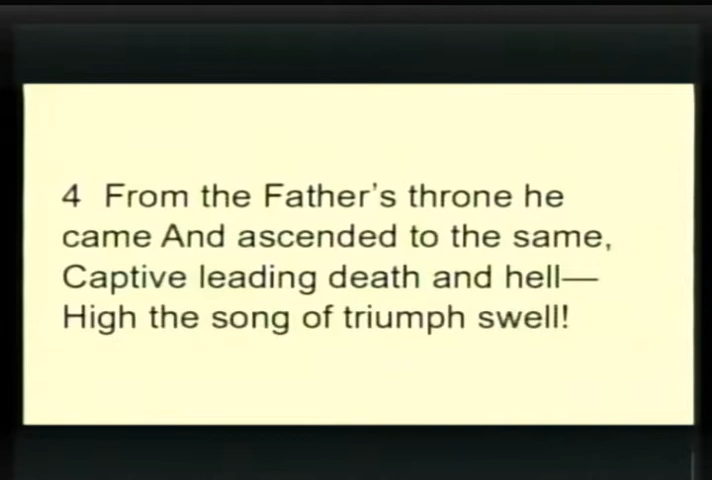 4 From the Father's throne he
came And ascended to the same,
Captive leading death and hell—
High the song of triumph swell!